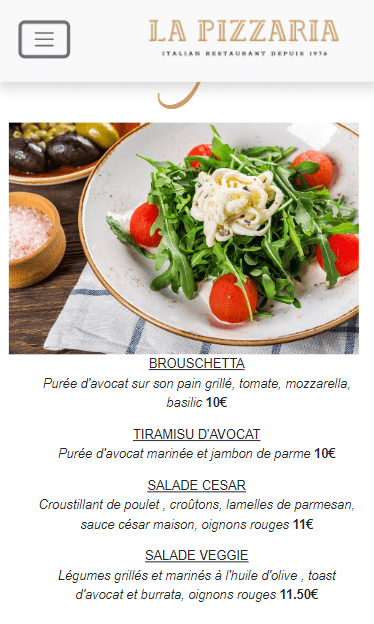 LA PIZZARIA
ITALIAN RESTAURANT DEPUIS 1976
BROUSCHETTA
Purée d'avocat sur son pain grillé, tomate, mozzarella,
basilic 10€
TIRAMISU D'AVOCAT
Purée d'avocat marinée et jambon de parme 10€
SALADE CESAR
Croustillant de poulet , croûtons, lamelles de parmesan,
sauce césar maison, oignons rouges 11€
SALADE VEGGIE
Légumes grillés et marinés à l'huile d'olive , toast
d'avocat et burrata, oignons rouges 11.50€